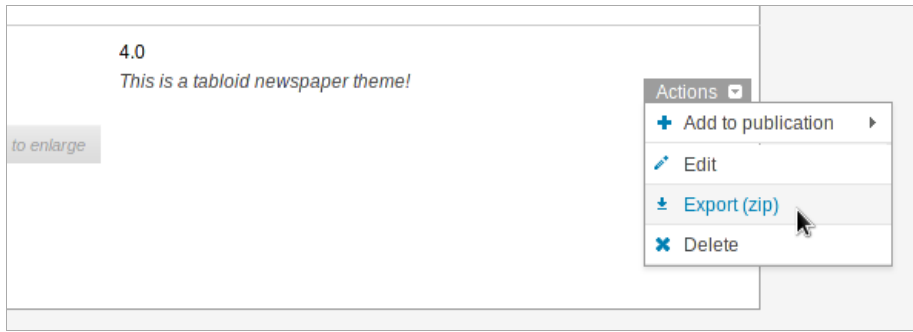 4.0
This is a tabloid newspaper theme!
Actions
Add to publication
to enlarge
Edit
Export (zip)
Delete